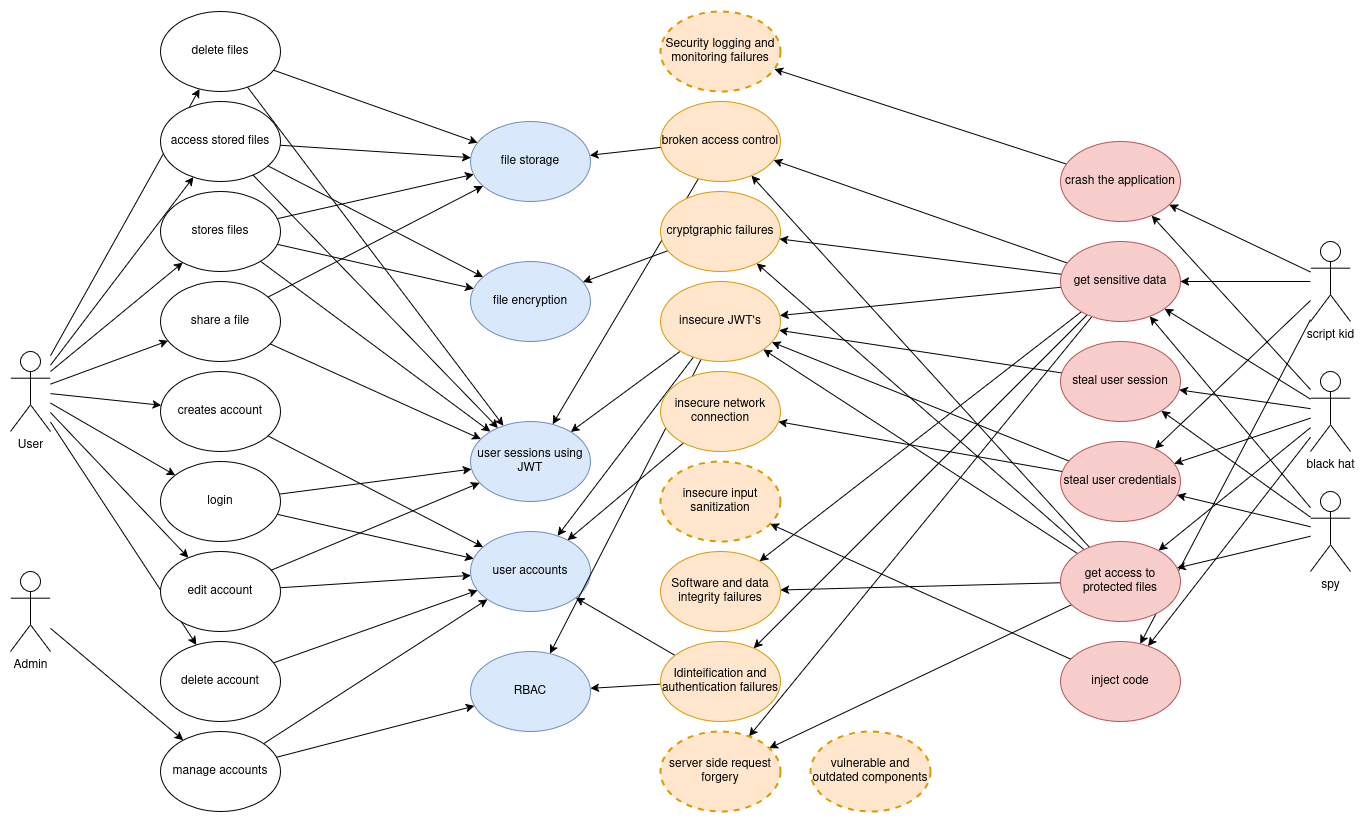 delete files
access stored files
stores files
share a file
creates account
login
edit account
delete account
manage accounts
User
Admin
file storage
file encryption
user sessions using
JWT
user accounts
RBAC
Security logging and
monitoring failures
broken access control
cryptgraphic failures
insecure JWT's
insecure network
connection
insecure input
sanitization
Software and data
integrity failures
Idinteification and
authentication failures
server side request
forgery
vulnerable and
outdated components
crash the application
get sensitive data
steal user session
steal user credentials
get access to
protected files
inject code
script kid
black hat
spy